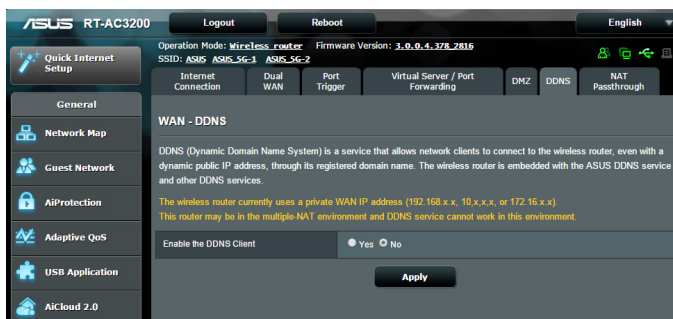 ASUS RT-AC3200
Logout
Reboot
English
Quick Internet
Setup
Operation Mode: Wireless router Firmware Version: 3.0.0.4.378_2816
SSID: ASUS ASUS_5G-1 ASUS_5G-2
Internet
Connection
Dual
WAN
Port
Trigger
Virtual Server / Port
Forwarding
DMZ
DDNS
NAT
Passthrough
General
Network Map
Guest Network
AiProtection
Adaptive QoS
USB Application
AiCloud 2.0
WAN - DDNS
DDNS (Dynamic Domain Name System) is a service that allows network clients to connect to the wireless router, even with a
dynamic public IP address, through its registered domain name. The wireless router is embedded with the ASUS DDNS service
and other DDNS services.
The wireless router currently uses a private WAN IP address (192.168.x.x, 10,x,x,x, or 172.16.x.x).
This router may be in the multiple-NAT environment and DDNS service cannot work in this environment.
Enable the DDNS Client
Yes No
Apply